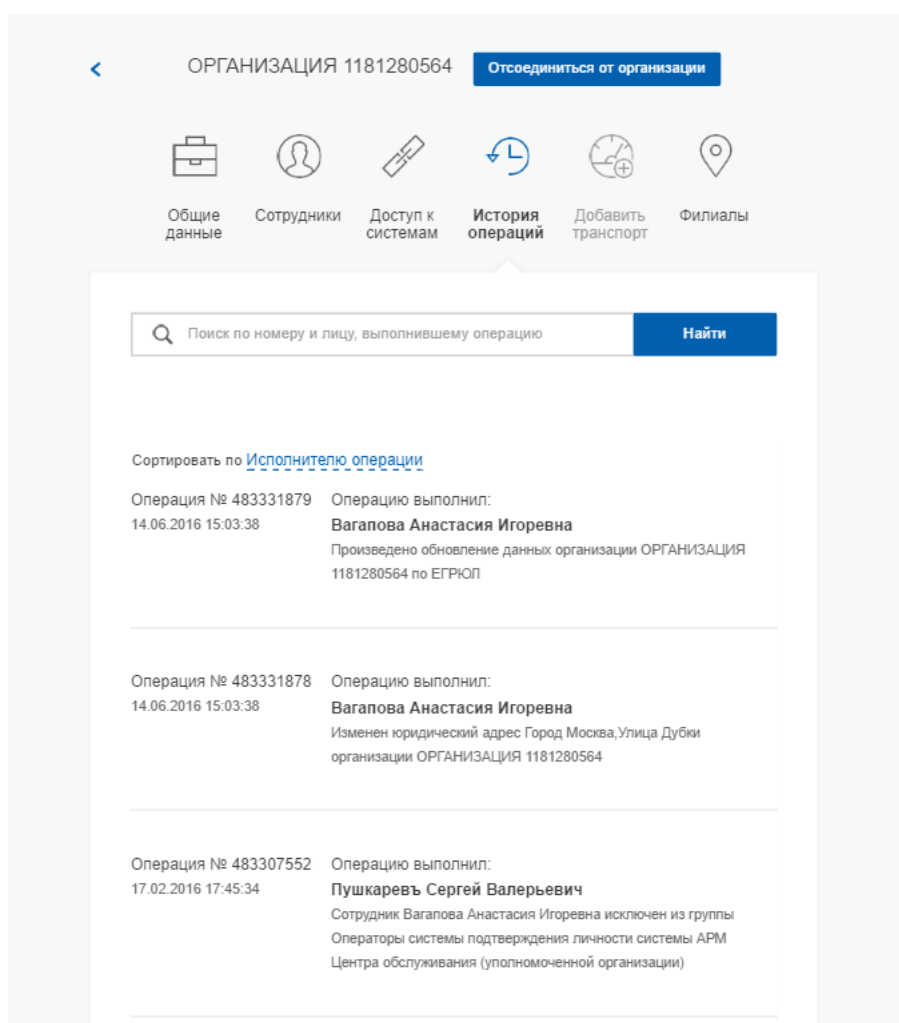 ОРГАНИЗАЦИЯ 1181280564 Отсоединиться от организации
Общие данные
Сотрудники
Доступ к системам
История операций
Добавить транспорт
Филиалы
Поиск по номеру и лицу, выполнившему операцию Найти
Сортировать по Исполнителю операции
Операция № 483331879 Операцию выполнил:
14.06.2016 15:03:38 Вагапова Анастасия Игоревна
Произведено обновление данных организации ОРГАНИЗАЦИЯ
1181280564 по ЕГРЮЛ
Операция № 483331878 Операцию выполнил:
14.06.2016 15:03:38 Вагапова Анастасия Игоревна
Изменен юридический адрес Город Москва,Улица Дубки
организации ОРГАНИЗАЦИЯ 1181280564
Операция № 483307552 Операцию выполнил:
17.02.2016 17:45:34 Пушкаревъ Сергей Валерьевич
Сотрудник Вагапова Анастасия Игоревна исключен из группы
Операторы системы подтверждения личности системы АРМ
Центра обслуживания (уполномоченной организации)